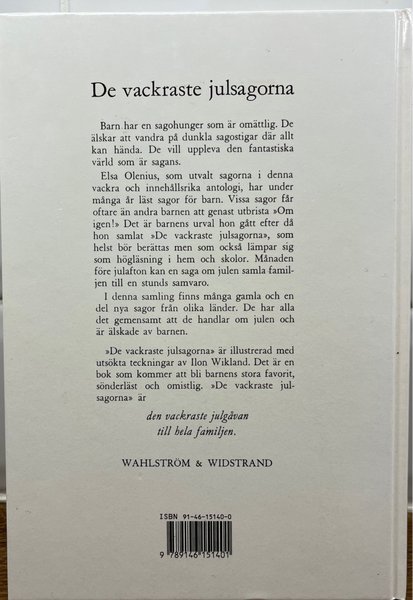 De vackraste julsagorna
Barn har en sagohunger som är omättlig. De
älskar att vandra på dunkla sagostigar där allt
kan hända. De vill uppleva den fantastiska
värld som är sagans.
Elsa Olenius, som utvalt sagorna i denna
vackra och innehållsrika antologi, har under
många år läst sagor för barn. Vissa sagor får
oftare än andra barnen att genast utbrista »Om
igen!» Det är barnens urval hon gått efter då
hon samlat »De vackraste julsagorna», som
helst bör berättas men som också lämpar sig
som högläsning i hem och skolor. Månaden
före julafton kan en saga om julen samla famil-
jen till en stunds samvaro.
I denna samling finns många gamla och en
del nya sagor från olika länder. De har alla
det gemensamt att de handlar om julen och
är älskade av barnen.
»De vackraste julsagorna» är illustrerad med
utsökta teckningar av Ilon Wikland. Det är en
bok som kommer att bli barnens stora favorit,
sönderläst och omistlig. »De vackraste jul-
sagorna» är
den vackraste julgåvan
till hela familjen.
WAHLSTRÖM & WIDSTRAND
ISBN 91-46-15140-0
9 789146 151401